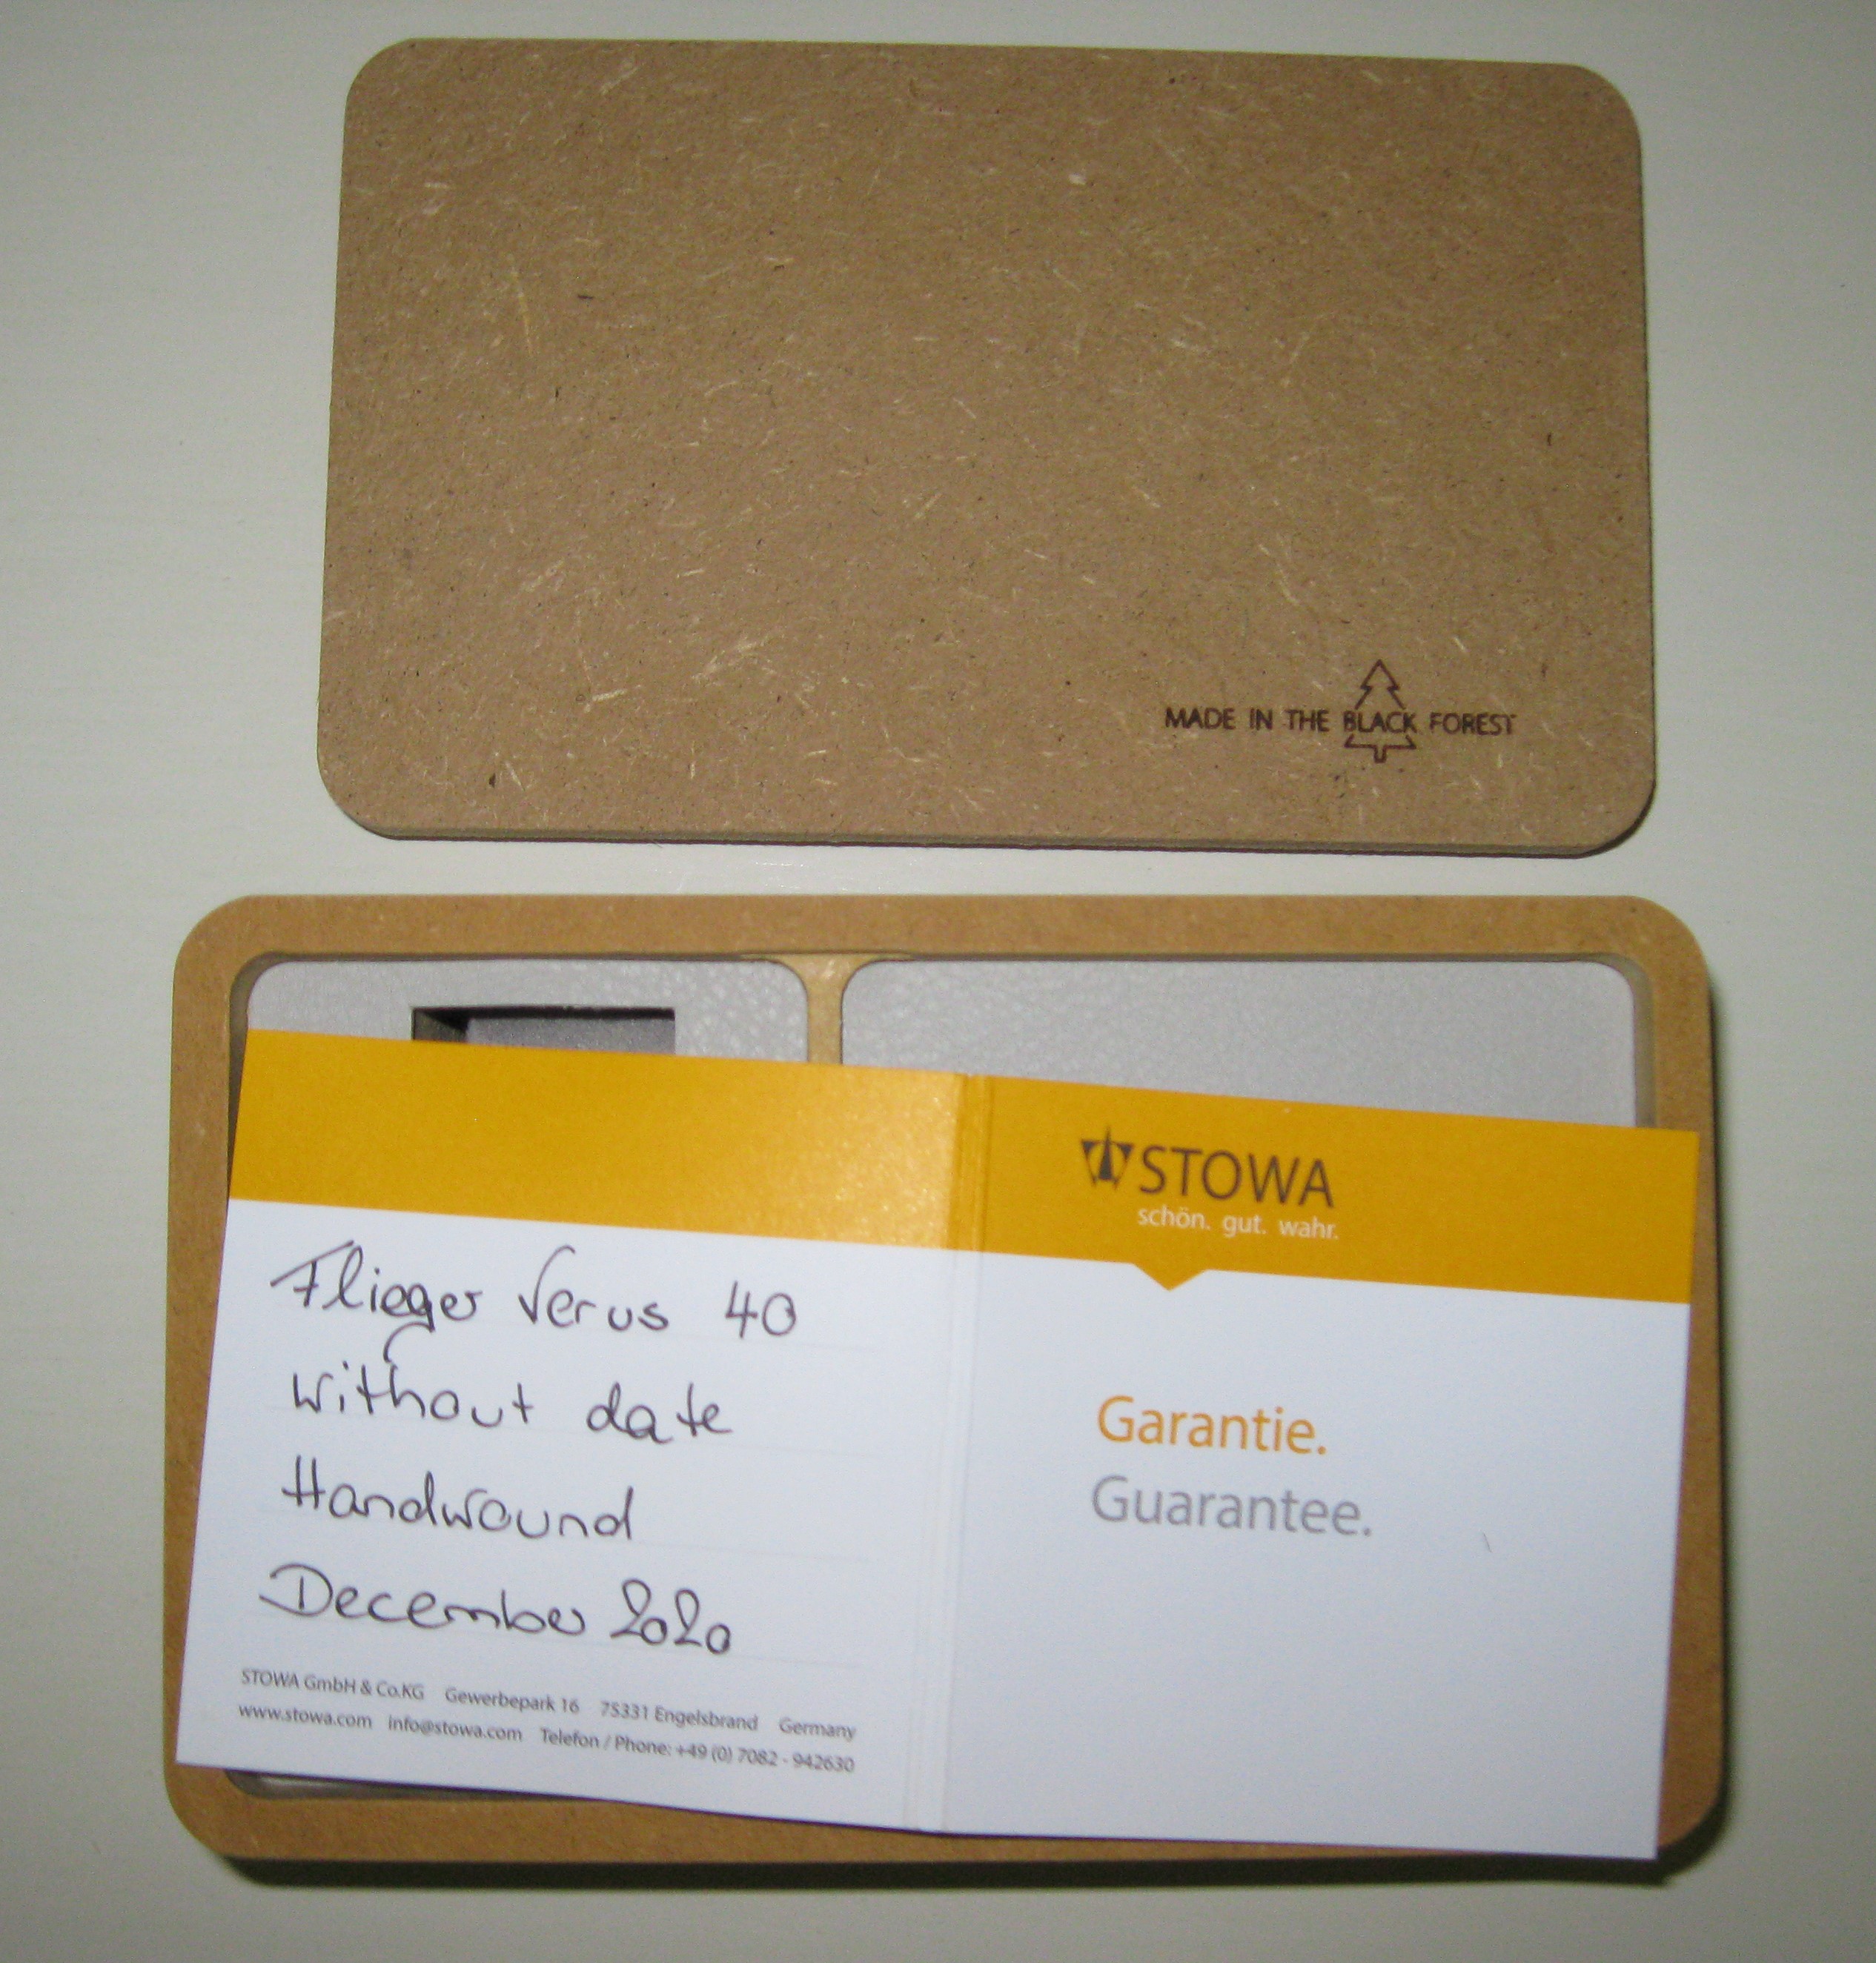 MADE IN THE BLACK FOREST
STOWA
schön. gut. wahr.
Flieger Verus 40
without date
Handwound
December 2020
STOWA GmbH & Co.KG Gewerbepark 16 75331 Engelsbrand Germany
www.stowa.com info@stowa.com Telefon / Phone: +49 (0) 7082 - 942630
Garantie.
Guarantee.